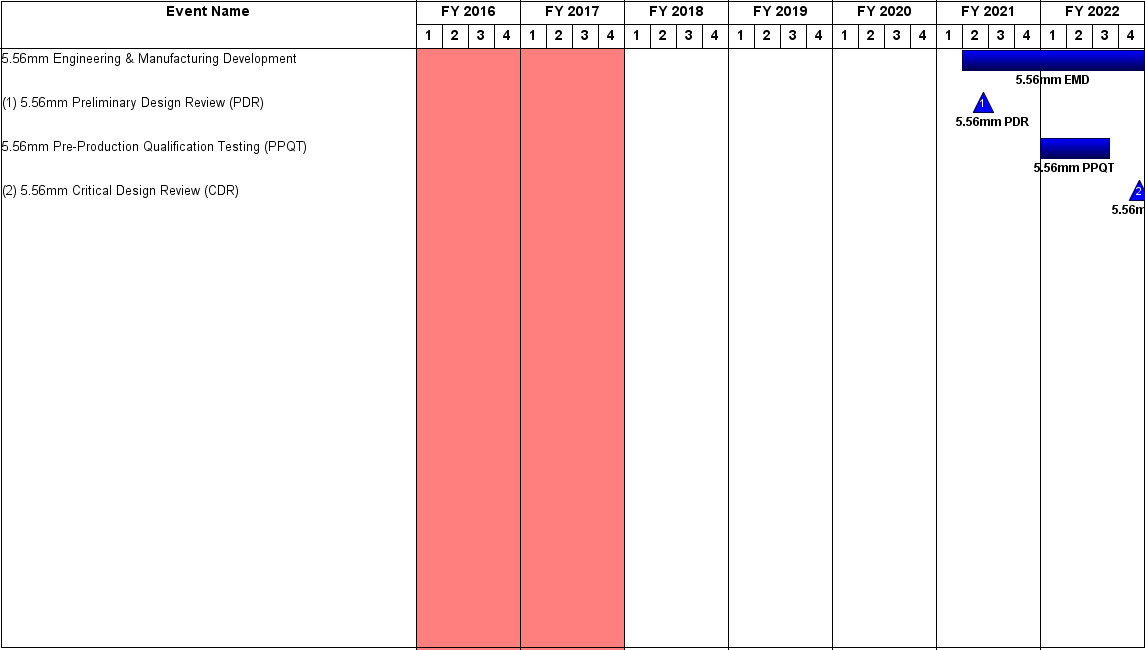 Event Name FY 2016 FY 2017 FY 2018 FY 2019 FY 2020 FY 2021 FY 2022
1 2 3 4 1 2 3 4 1 2 3 4 1 2 3 4 1 2 3 4 1 2 3 4 1 2 3 4
5.56mm Engineering & Manufacturing Development
5.56mm EMD
(1) 5.56mm Preliminary Design Review (PDR) 1
5.56mm PDR
5.56mm Pre-Production Qualification Testing (PPQT)
5.56mm PPQT
(2) 5.56mm Critical Design Review (CDR) 2
5.56m